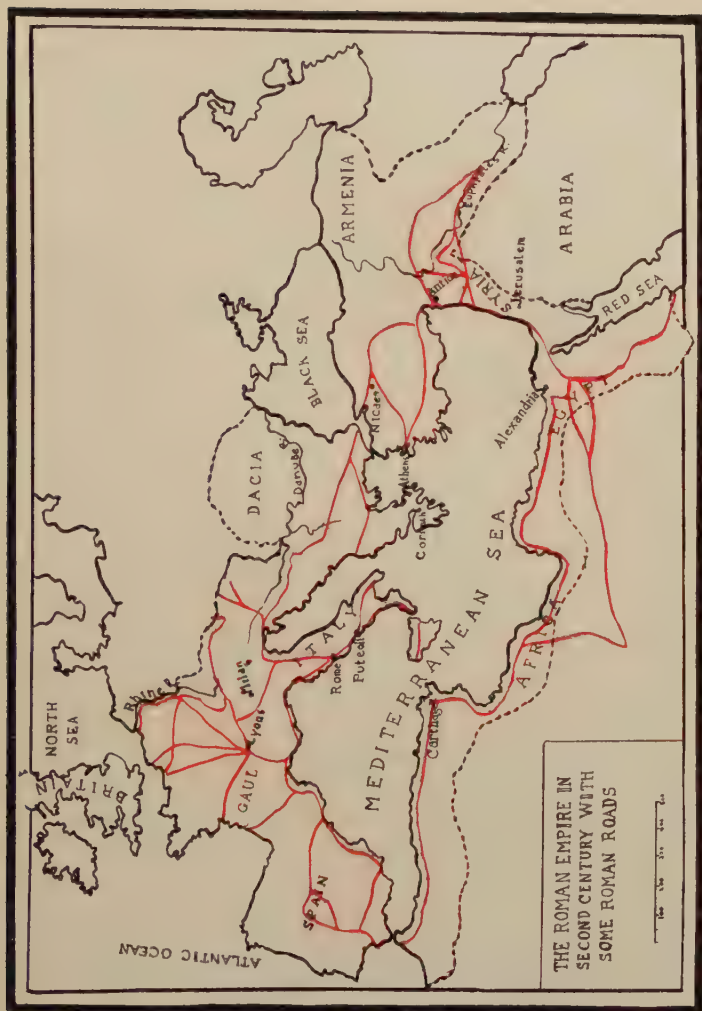 ATLANTIC OCEAN
NORTH
SEA
BRITAIN
Rhine R.
GAUL
Lyons
SPAIN
Milan
ITALY
Rome
Puteoli
DACIA
Danube R.
BLACK SEA
ARMENIA
Nicaea
Athens
Corinth
MEDITERRANEAN SEA
Carthage
AFRICA
Alexandria
EGYPT
Antioch
SYRIA
Euphrates R.
Jerusalem
ARABIA
RED SEA
THE ROMAN EMPIRE IN
SECOND CENTURY WITH
SOME ROMAN ROADS